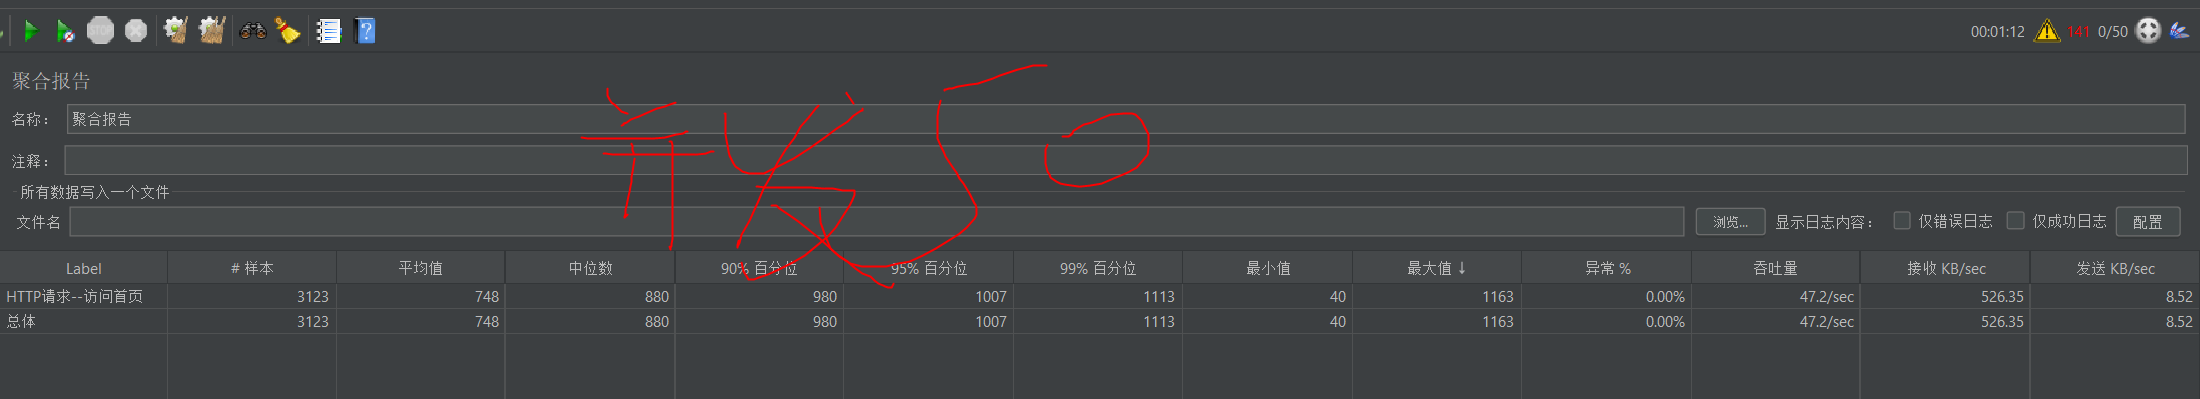 STOP
00:01:12 141 0/50
聚合报告
名称： 聚合报告
注释：
并发50
所有数据写入一个文件
文件名 浏览... 显示日志内容： 仅错误日志 仅成功日志 配置
Label # 样本 平均值 中位数 90% 百分位 95% 百分位 99% 百分位 最小值 最大值 ↓ 异常 % 吞吐量 接收 KB/sec 发送 KB/sec
HTTP请求--访问首页 3123 748 880 980 1007 1113 40 1163 0.00% 47.2/sec 526.35 8.52
总体 3123 748 880 980 1007 1113 40 1163 0.00% 47.2/sec 526.35 8.52